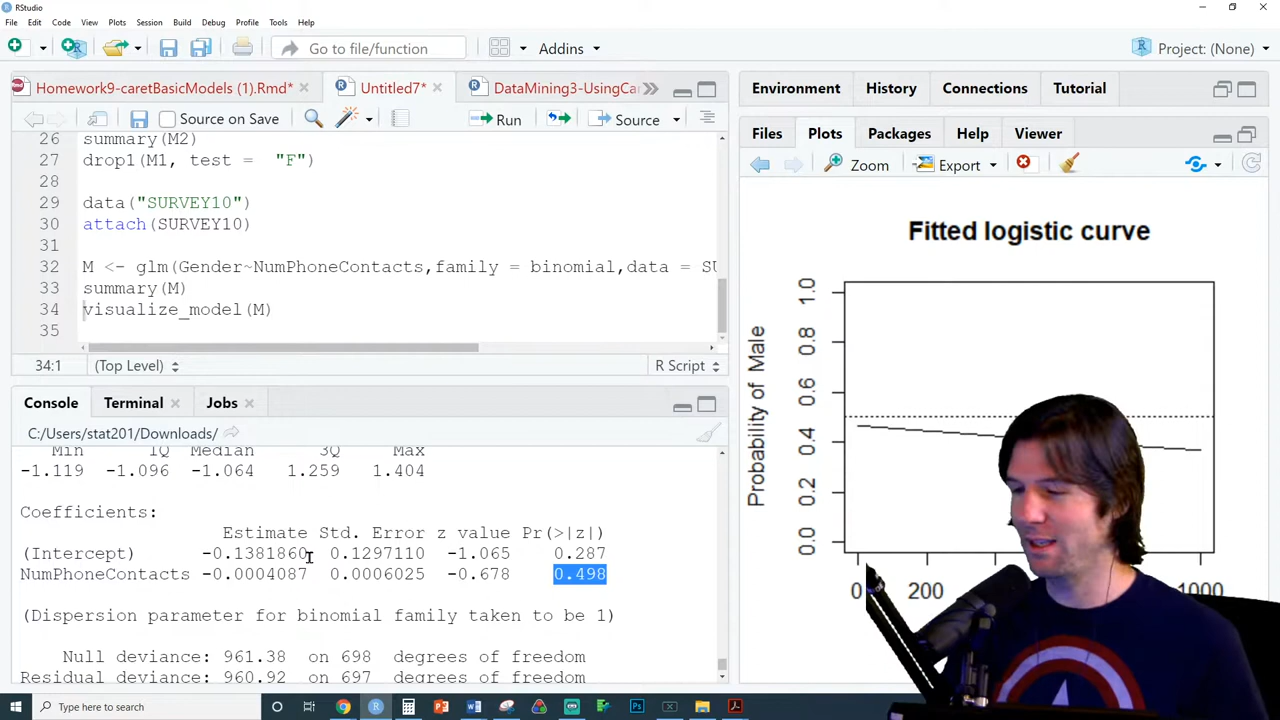 RStudio
File Edit Code View Plots Session Build Debug Profile Tools Help
Go to file/function Addins Project: (None)
Homework9-caretBasicModels (1).Rmd* Untitled7* DataMining3-UsingCa
Source on Save Run Source
26 summary(M2)
27 drop1(M1, test = "F")
28
29 data("SURVEY10")
30 attach(SURVEY10)
31
32 M <- glm(Gender~NumPhoneContacts,family = binomial,data = SU
33 summary(M)
34 visualize_model(M)
35
34:1 (Top Level) R Script
Console Terminal Jobs
C:/Users/stat201/Downloads/
Min 1Q Median 3Q Max
-1.119 -1.096 -1.064 1.259 1.404
Coefficients:
Estimate Std. Error z value Pr(>|z|)
(Intercept) -0.1381860 0.1297110 -1.065 0.287
NumPhoneContacts -0.0004087 0.0006025 -0.678 0.498
(Dispersion parameter for binomial family taken to be 1)
Null deviance: 961.38 on 698 degrees of freedom
Residual deviance: 960.92 on 697 degrees of freedom
Environment History Connections Tutorial
Files Plots Packages Help Viewer
Zoom Export
Fitted logistic curve
Probability of Male
1.0
0.8
0.6
0.4
0.2
0.0
0 200 1000
Type here to search